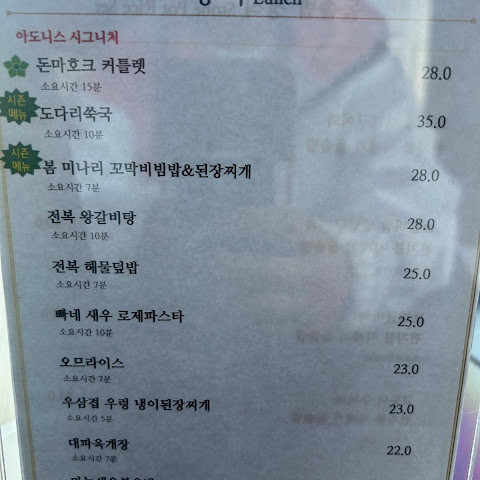 Lunch
아도니스 시그니처
돈마호크 커틀렛 28.0
소요시간 15분
시즌
메뉴
도다리쑥국 35.0
소요시간 10분
시즌
메뉴
봄 미나리 꼬막비빔밥&된장찌개 28.0
소요시간 7분
전복 왕갈비탕 28.0
소요시간 10분
전복 해물덮밥 25.0
소요시간 7분
빠네 새우 로제파스타 25.0
소요시간 10분
오므라이스 23.0
소요시간 7분
우삼겹 우렁 냉이된장찌개 23.0
소요시간 5분
대파육개장 22.0
소요시간 7분